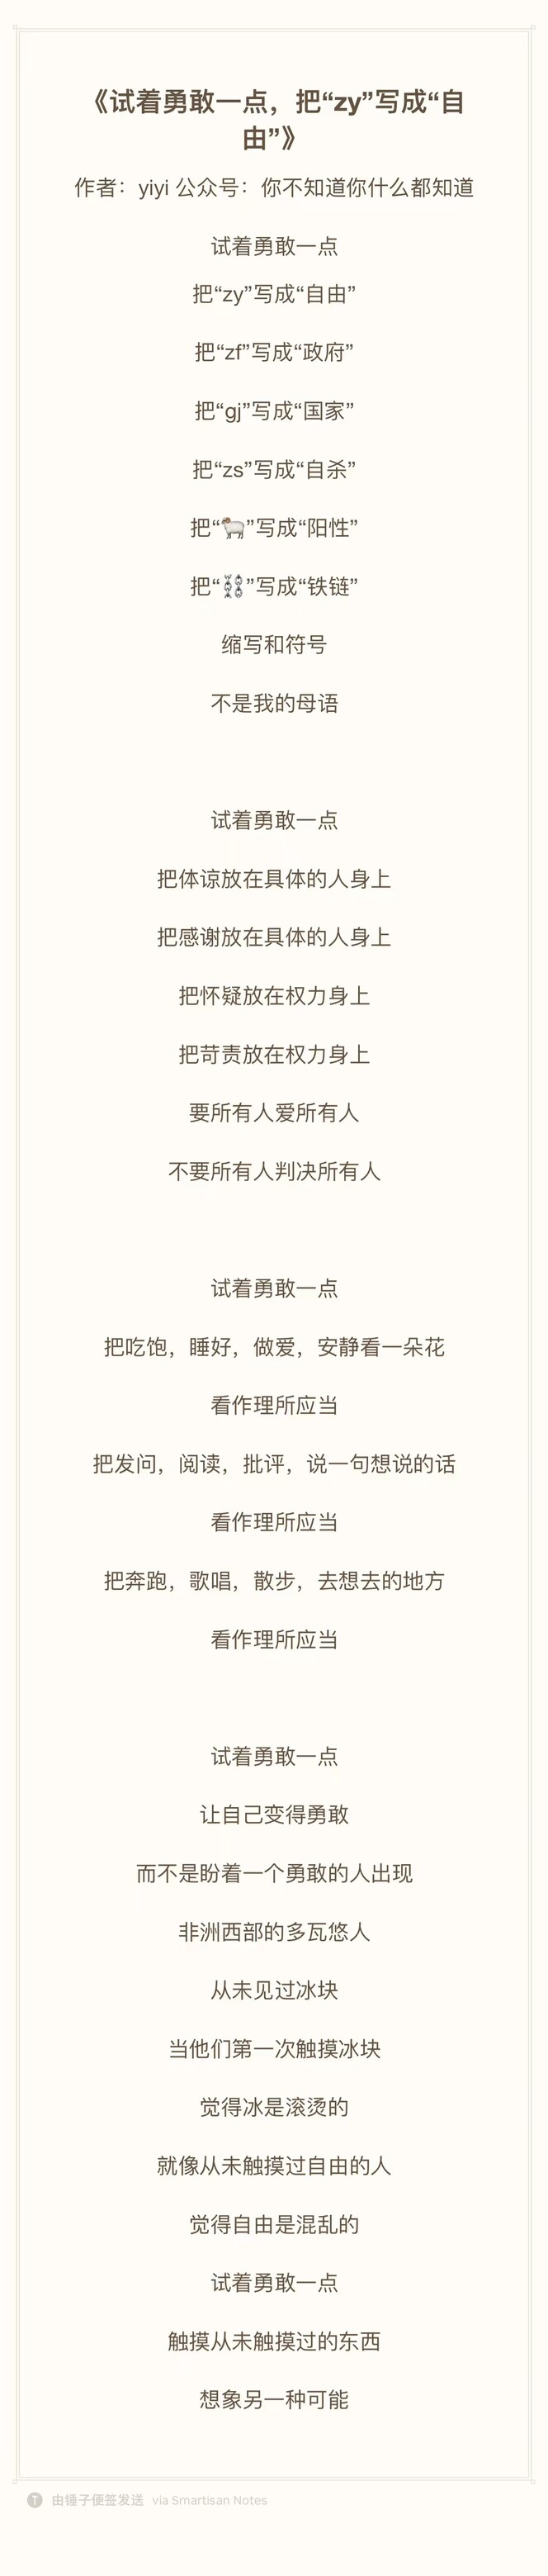 《试着勇敢一点，把“zy”写成“自
由”》
作者：yiyi 公众号：你不知道你什么都知道
试着勇敢一点
把“zy”写成“自由”
把“zf”写成“政府”
把“gj”写成“国家”
把“zs”写成“自杀”
把“🐏”写成“阳性”
把“⛓️”写成“铁链”
缩写和符号
不是我的母语
试着勇敢一点
把体谅放在具体的人身上
把感谢放在具体的人身上
把怀疑放在权力身上
把苛责放在权力身上
要所有人爱所有人
不要所有人判决所有人
试着勇敢一点
把吃饱，睡好，做爱，安静看一朵花
看作理所应当
把发问，阅读，批评，说一句想说的话
看作理所应当
把奔跑，歌唱，散步，去想去的地方
看作理所应当
试着勇敢一点
让自己变得勇敢
而不是盼着一个勇敢的人出现
非洲西部的多瓦悠人
从未见过冰块
当他们第一次触摸冰块
觉得冰是滚烫的
就像从未触摸过自由的人
觉得自由是混乱的
试着勇敢一点
触摸从未触摸过的东西
想象另一种可能
T 由锤子便签发送 via Smartisan Notes